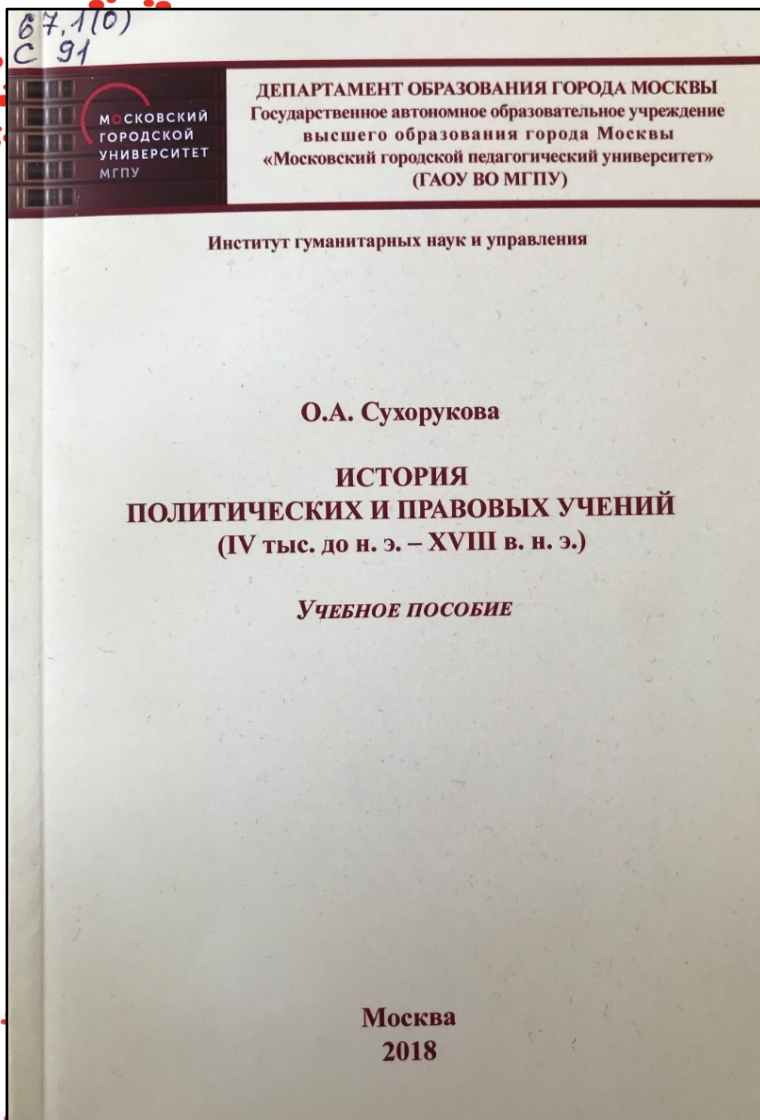 67.1(0)
С 91
МОСКОВСКИЙ
ГОРОДСКОЙ
УНИВЕРСИТЕТ
МГПУ
ДЕПАРТАМЕНТ ОБРАЗОВАНИЯ ГОРОДА МОСКВЫ
Государственное автономное образовательное учреждение
высшего образования города Москвы
«Московский городской педагогический университет»
(ГАОУ ВО МГПУ)
Институт гуманитарных наук и управления
О.А. Сухорукова
ИСТОРИЯ
ПОЛИТИЧЕСКИХ И ПРАВОВЫХ УЧЕНИЙ
(IV тыс. до н. э. – XVIII в. н. э.)
УЧЕБНОЕ ПОСОБИЕ
Москва
2018